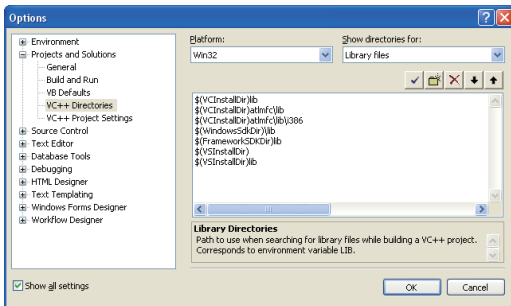 Options
Environment
Projects and Solutions
General
Build and Run
VB Defaults
VC++ Directories
VC++ Project Settings
Source Control
Text Editor
Database Tools
Debugging
HTML Designer
Text Templating
Windows Forms Designer
Workflow Designer
Show all settings
Platform:
Win32
Show directories for:
Library files
$(VCInstallDir)lib
$(VCInstallDir)atlmfc\lib
$(VCInstallDir)atlmfc\lib\i386
$(WindowsSdkDir)\lib
$(FrameworkSDKDir)lib
$(VSInstallDir)
$(VSInstallDir)lib
Library Directories
Path to use when searching for library files while building a VC++ project.
Corresponds to environment variable LIB.
OK
Cancel